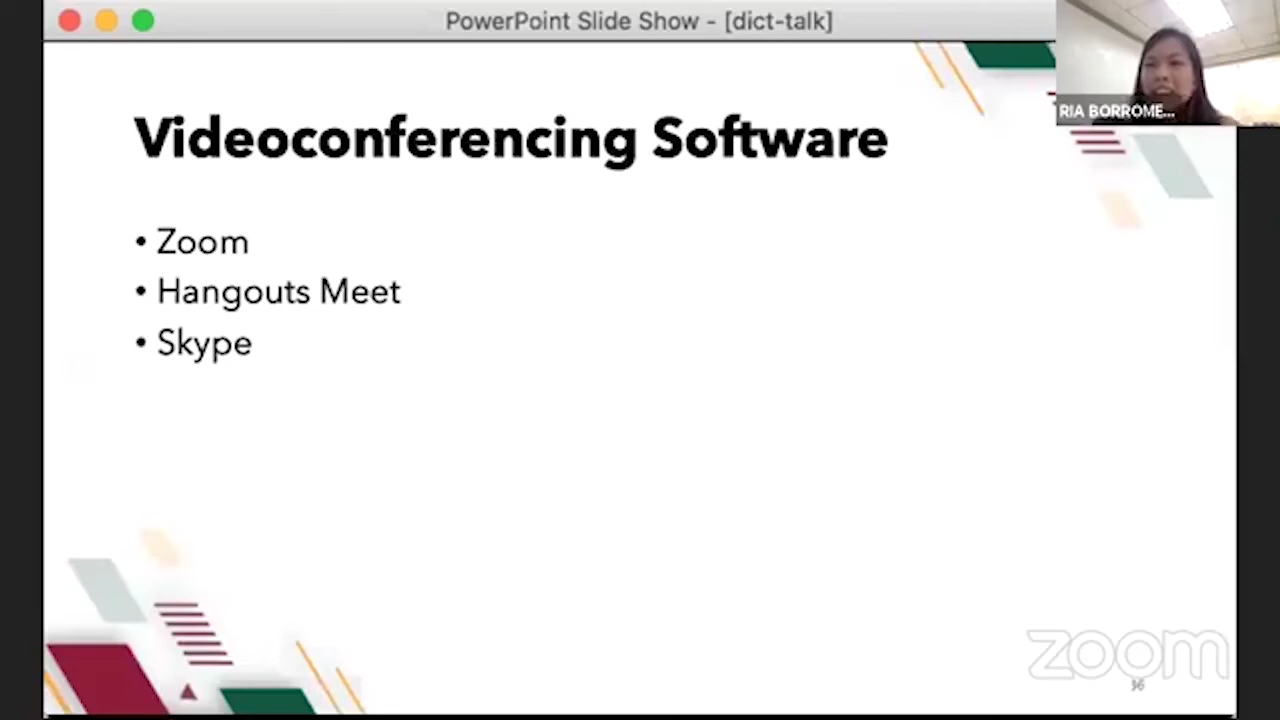 PowerPoint Slide Show - [dict-talk]
RIA BORROME...
Videoconferencing Software
• Zoom
• Hangouts Meet
• Skype
zoom